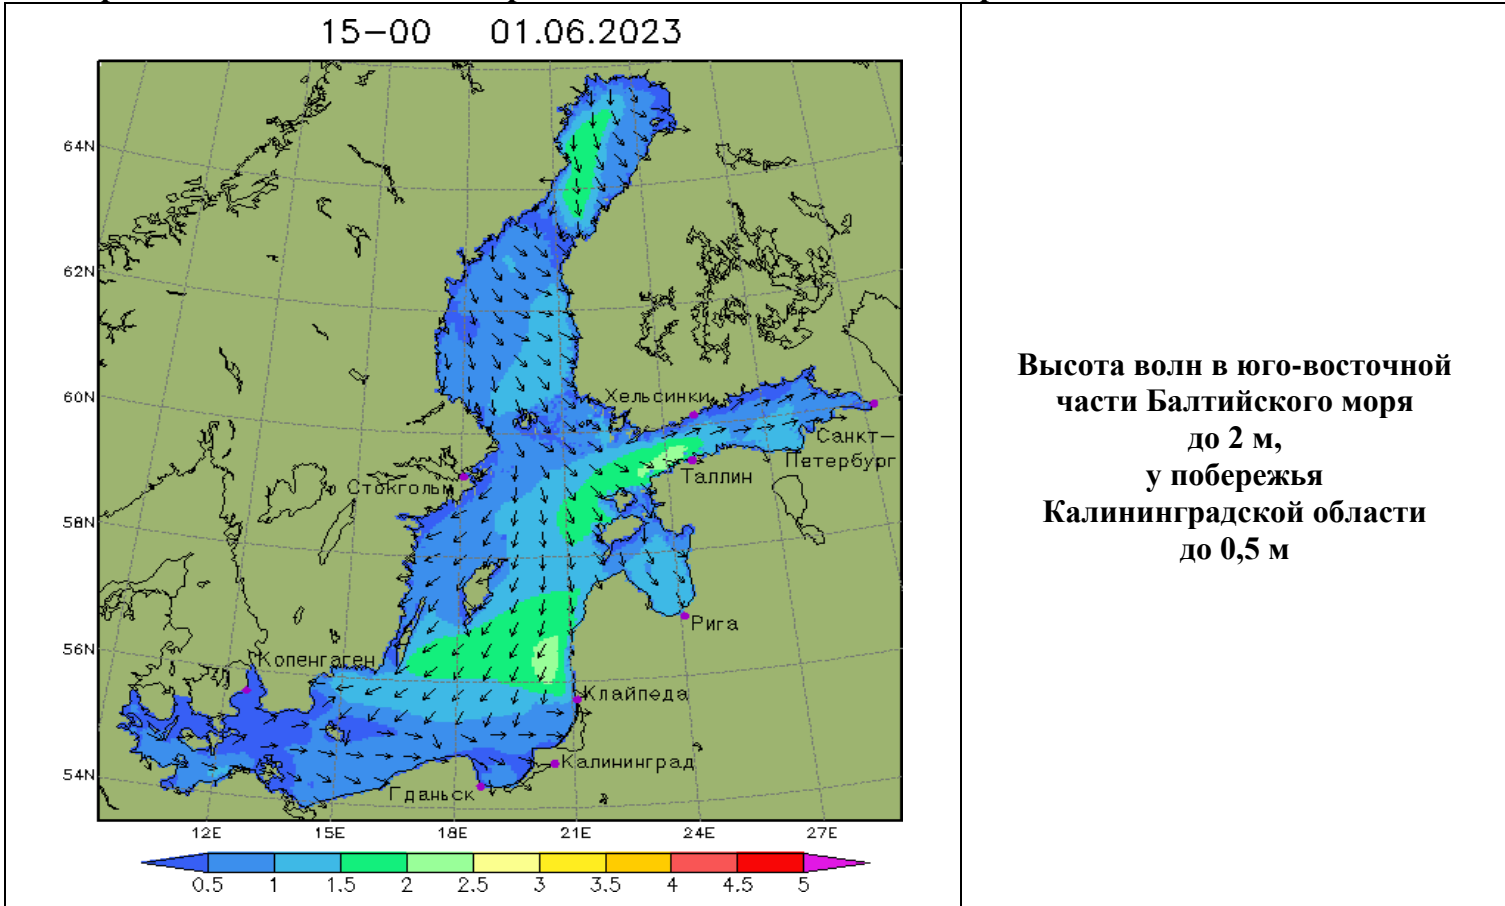 15-00 01.06.2023
64N
62N
60N
58N
56N
54N
Хельсинки
Санкт-
Петербург
Таллин
Стокгольм
Рига
Копенгаген
Клайпеда
Калининград
Гданьск
12E 15E 18E 21E 24E 27E
0.5 1 1.5 2 2.5 3 3.5 4 4.5 5
Высота волн в юго-восточной
части Балтийского моря
до 2 м,
у побережья
Калининградской области
до 0,5 м